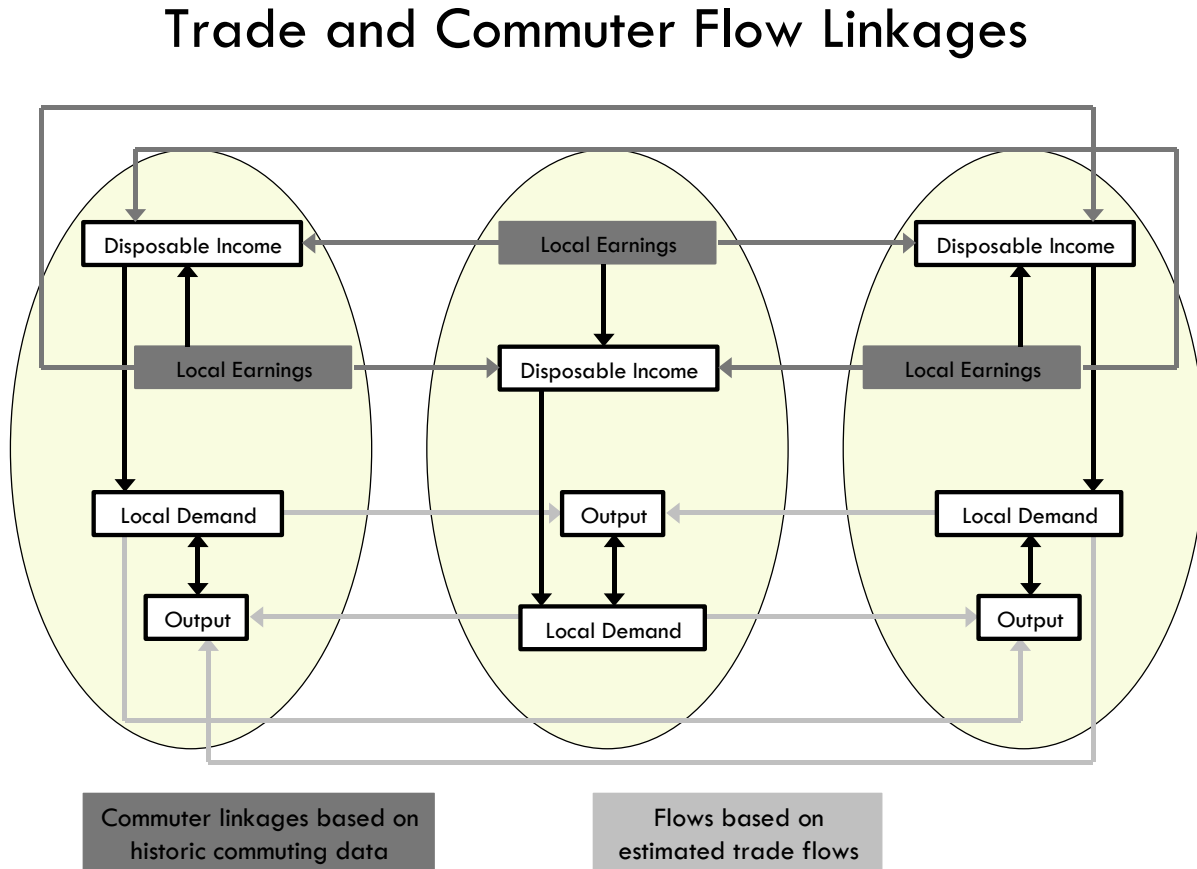 Trade and Commuter Flow Linkages
Disposable Income
Local Earnings
Disposable Income
Local Earnings
Disposable Income
Local Earnings
Local Demand
Output
Local Demand
Output
Local Demand
Output
Commuter linkages based on
historic commuting data
Flows based on
estimated trade flows